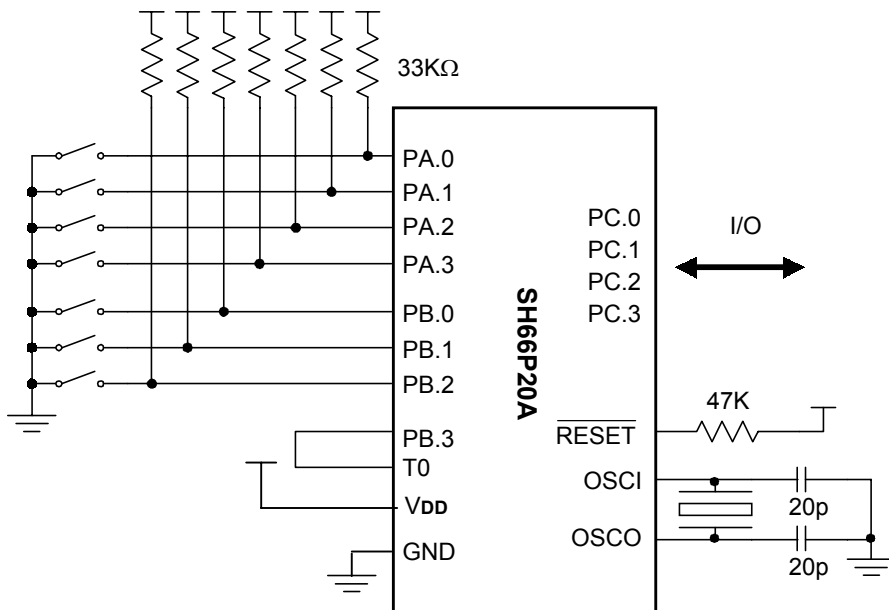 33KΩ
PA.0
PA.1
PA.2
PA.3
PB.0
PB.1
PB.2
PB.3
T0
VDD
GND
SH66P20A
PC.0
PC.1
PC.2
PC.3
I/O
RESET
47K
OSCI
20p
OSCO
20p